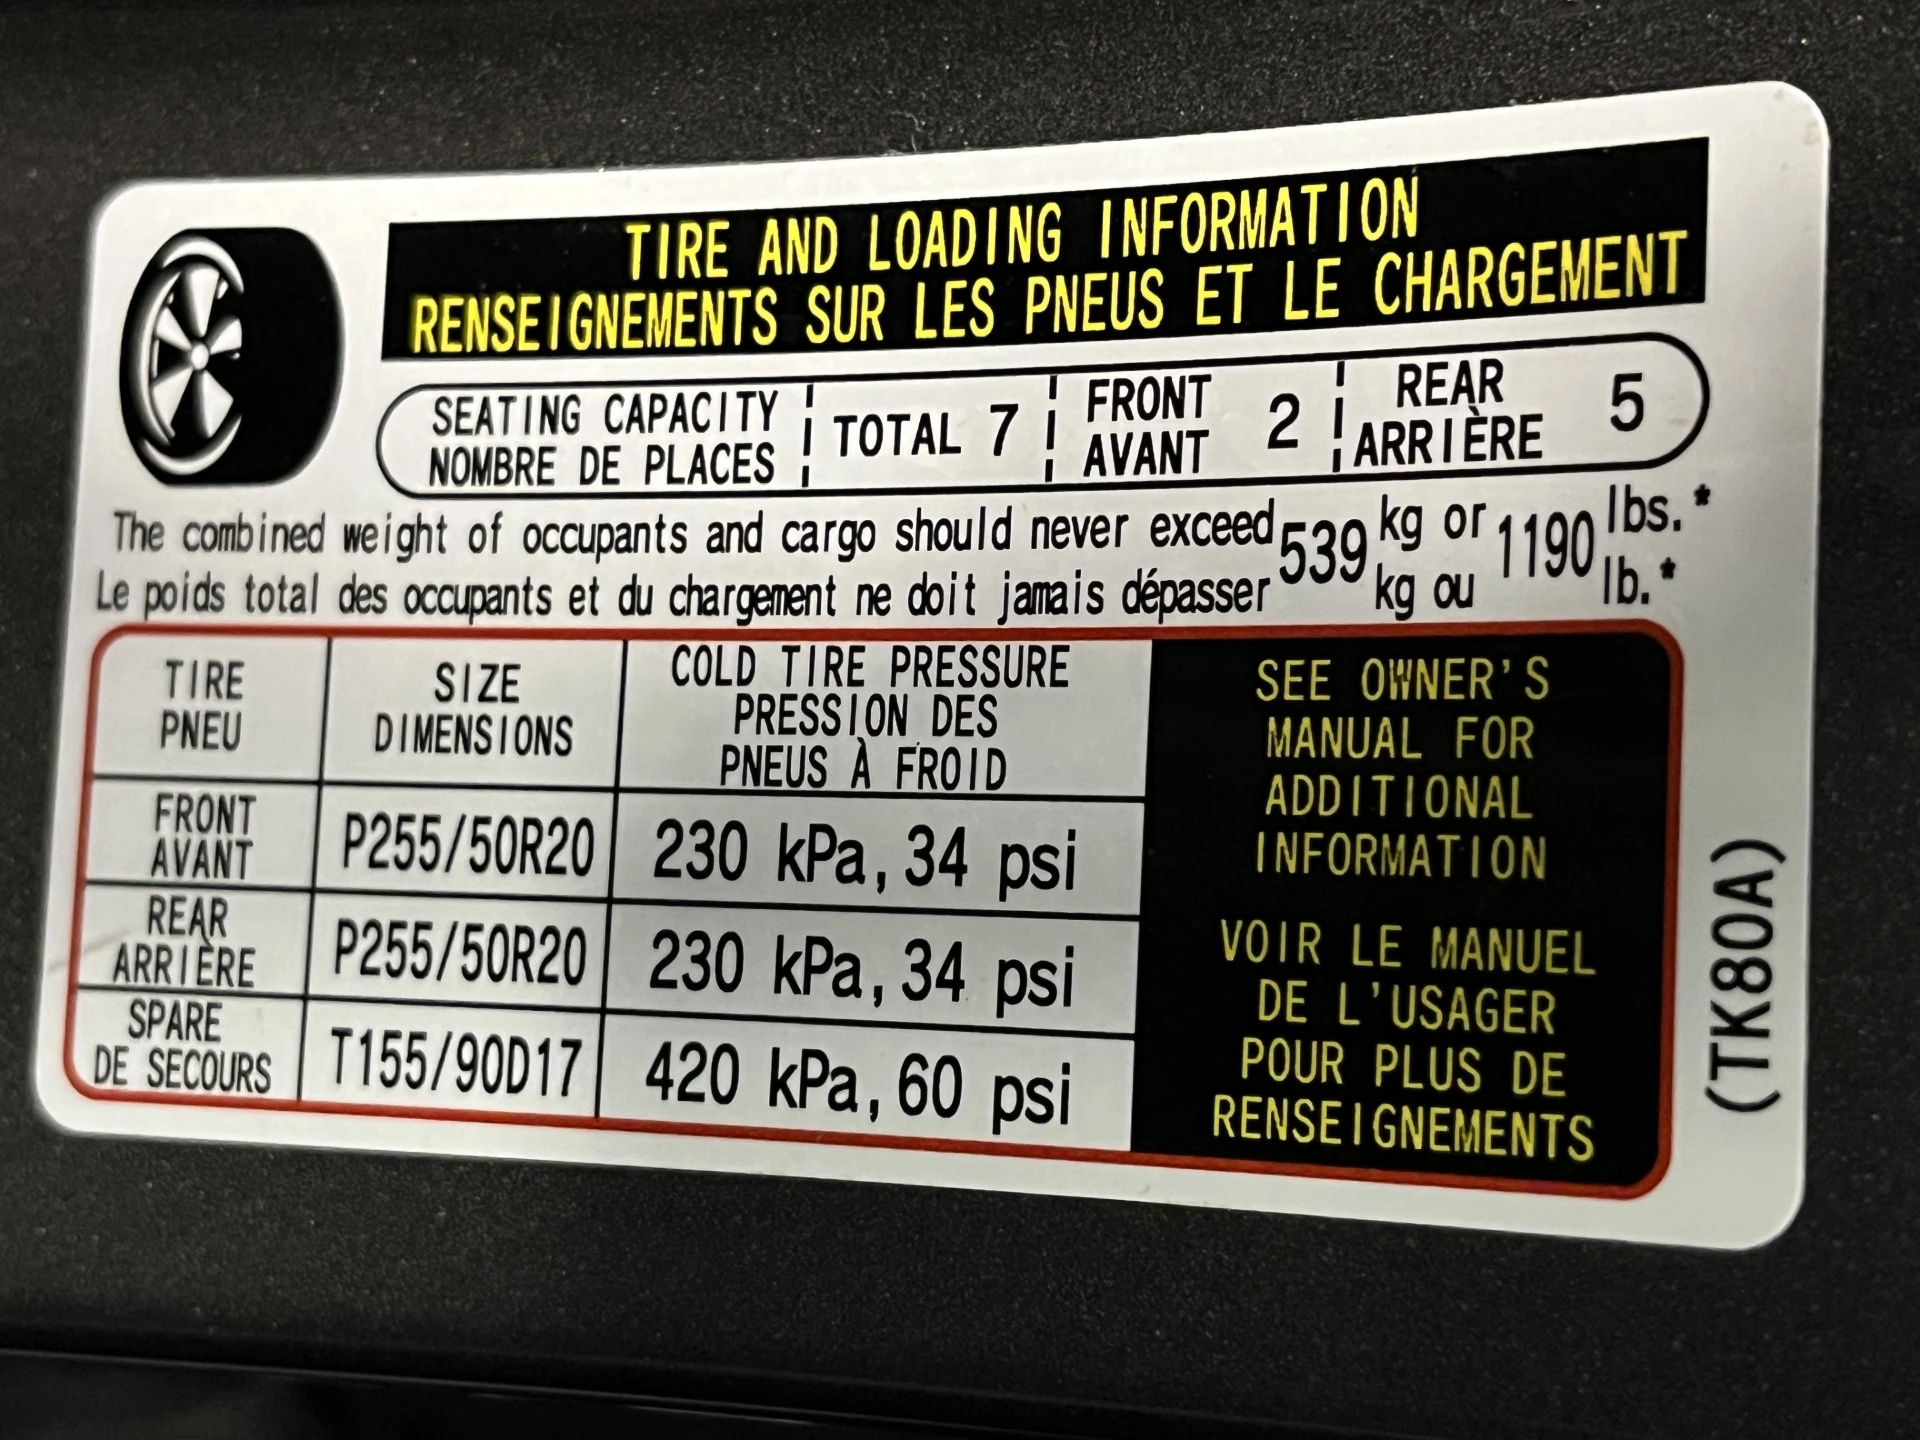 TIRE AND LOADING INFORMATION
RENSEIGNEMENTS SUR LES PNEUS ET LE CHARGEMENT
SEATING CAPACITY
NOMBRE DE PLACES
TOTAL 7
FRONT
AVANT
2
REAR
ARRIÈRE
5
The combined weight of occupants and cargo should never exceed 539 kg or 1190 lbs.*
Le poids total des occupants et du chargement ne doit jamais dépasser kg ou lb.*
TIRE
PNEU
SIZE
DIMENSIONS
COLD TIRE PRESSURE
PRESSION DES
PNEUS À FROID
FRONT
AVANT
P255/50R20
230 kPa, 34 psi
REAR
ARRIÈRE
P255/50R20
230 kPa, 34 psi
SPARE
DE SECOURS
T155/90D17
420 kPa, 60 psi
SEE OWNER'S
MANUAL FOR
ADDITIONAL
INFORMATION
VOIR LE MANUEL
DE L'USAGER
POUR PLUS DE
RENSEIGNEMENTS
(TK80A)